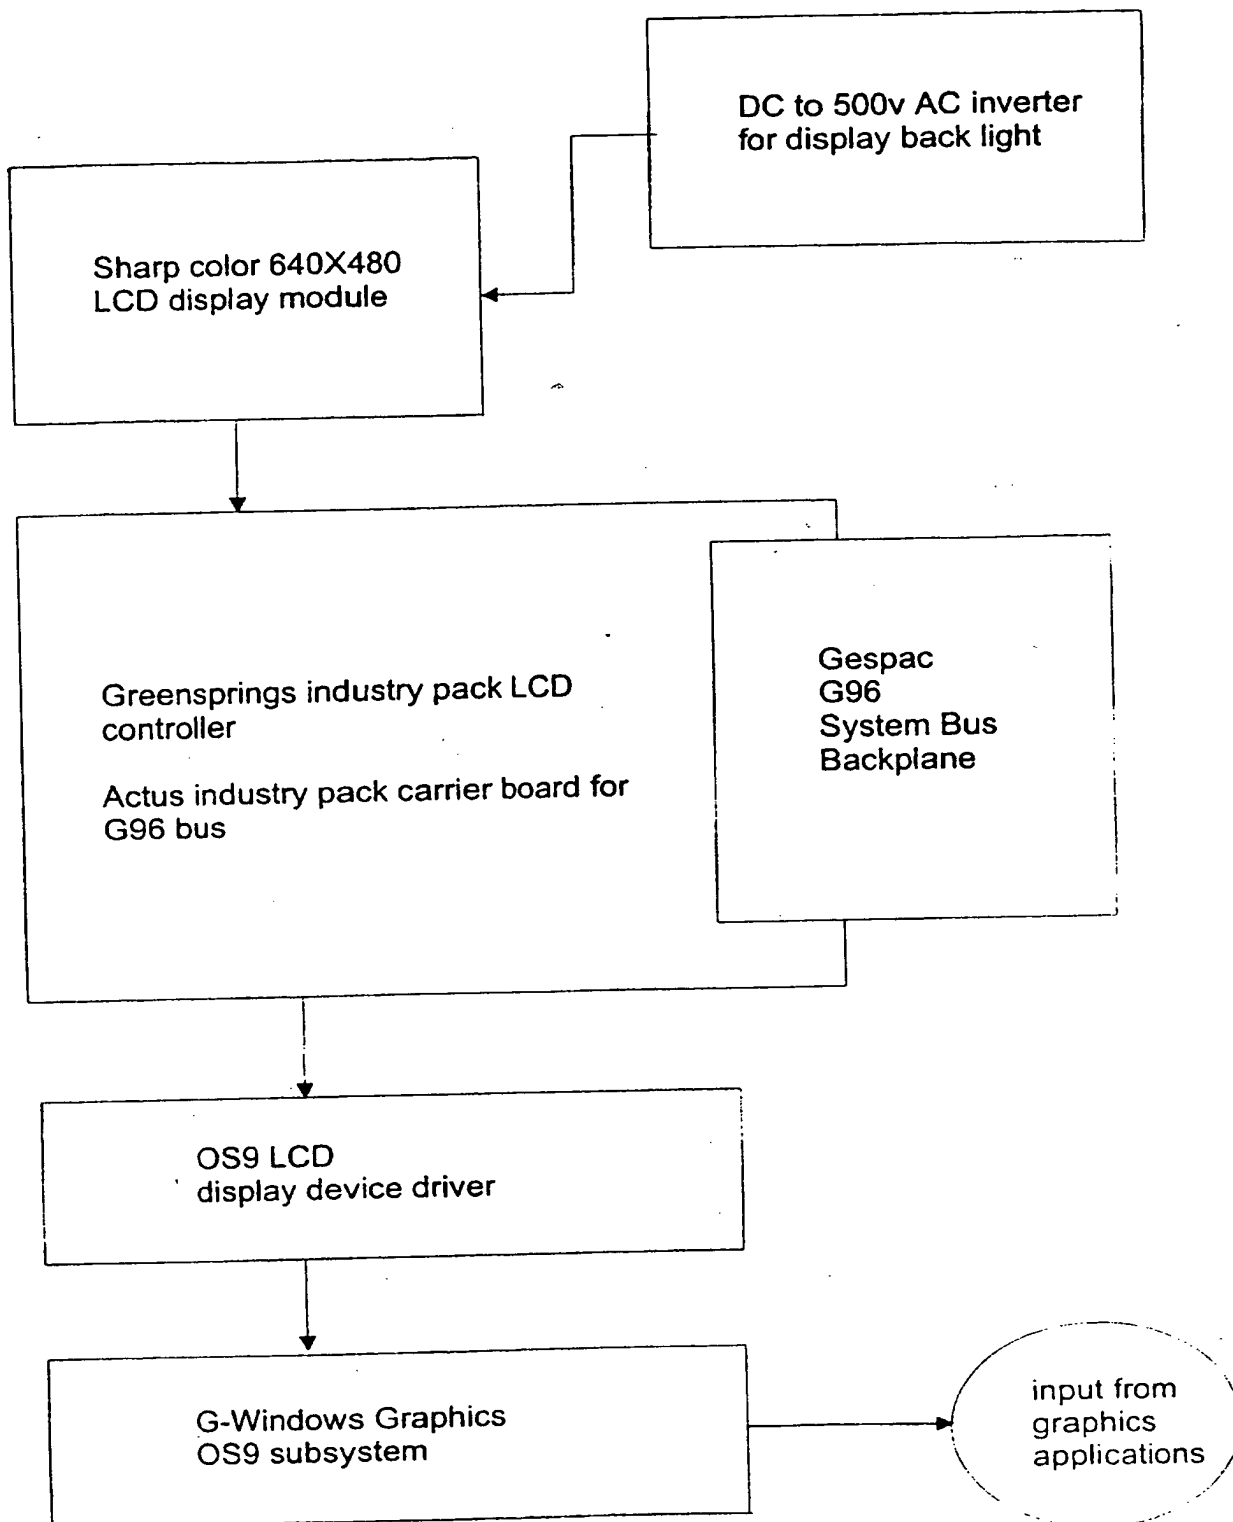 DC to 500v AC inverter
for display back light
Sharp color 640X480
LCD display module
Greensprings industry pack LCD
controller
Actus industry pack carrier board for
G96 bus
Gespac
G96
System Bus
Backplane
OS9 LCD
display device driver
G-Windows Graphics
OS9 subsystem
input from
graphics
applications